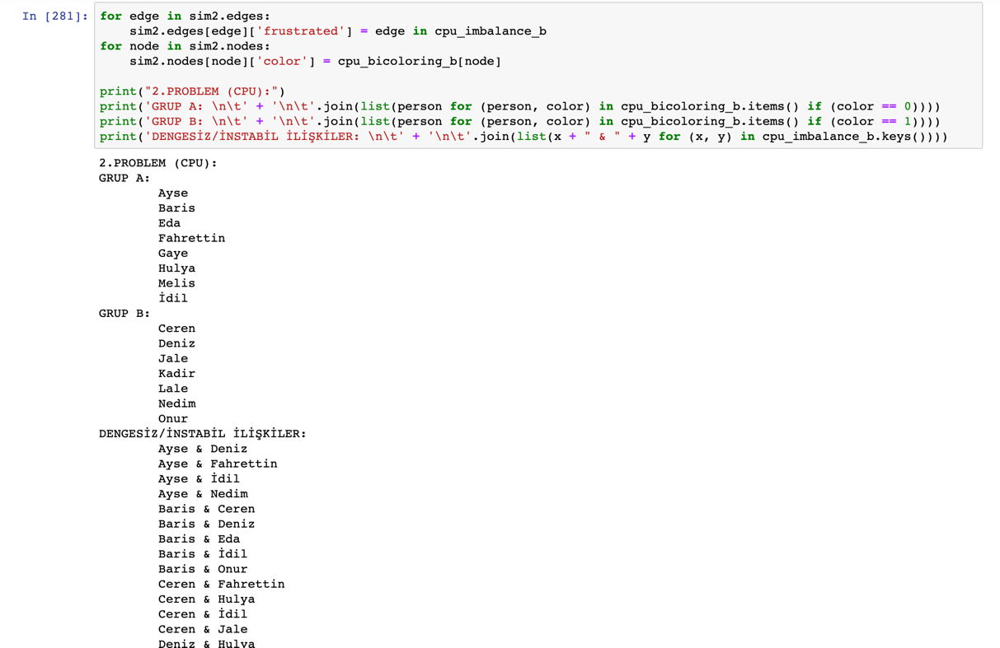 In [281]: for edge in sim2.edges:
    sim2.edges[edge]['frustrated'] = edge in cpu_imbalance_b
for node in sim2.nodes:
    sim2.nodes[node]['color'] = cpu_bicoloring_b[node]
print("2.PROBLEM (CPU):")
print('GRUP A: \n\t' + '\n\t'.join(list(person for (person, color) in cpu_bicoloring_b.items() if (color == 0))))
print('GRUP B: \n\t' + '\n\t'.join(list(person for (person, color) in cpu_bicoloring_b.items() if (color == 1))))
print('DENGESİZ/İNSTABİL İLİŞKİLER: \n\t' + '\n\t'.join(list(x + " & " + y for (x, y) in cpu_imbalance_b.keys())))
2.PROBLEM (CPU):
GRUP A:
Ayse
Baris
Eda
Fahrettin
Gaye
Hulya
Melis
İdil
GRUP B:
Ceren
Deniz
Jale
Kadir
Lale
Nedim
Onur
DENGESİZ/İNSTABİL İLİŞKİLER:
Ayse & Deniz
Ayse & Fahrettin
Ayse & İdil
Ayse & Nedim
Baris & Ceren
Baris & Deniz
Baris & Eda
Baris & İdil
Baris & Onur
Ceren & Fahrettin
Ceren & Hulya
Ceren & İdil
Ceren & Jale
Deniz & Hulya